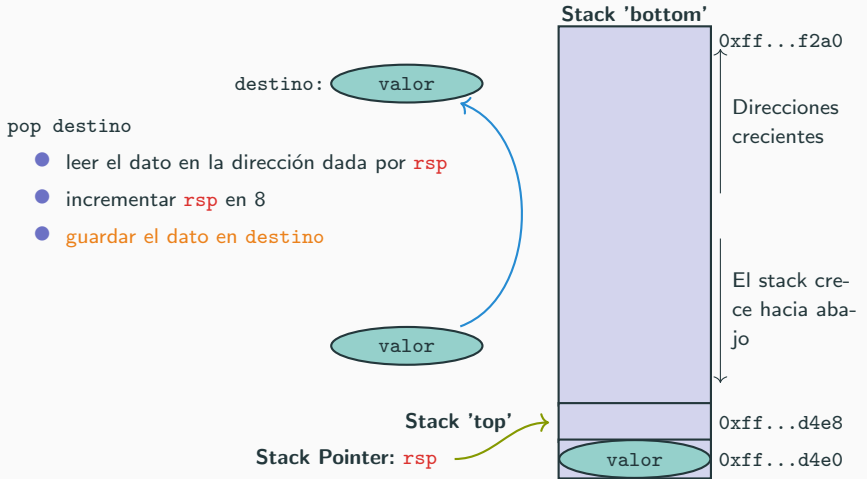 Stack 'bottom'
0xff...f2a0
destino: valor
Direcciones
crecientes
pop destino
leer el dato en la dirección dada por rsp
incrementar rsp en 8
guardar el dato en destino
El stack cre-
ce hacia aba-
jo
valor
Stack 'top'
0xff...d4e8
Stack Pointer: rsp
valor
0xff...d4e0